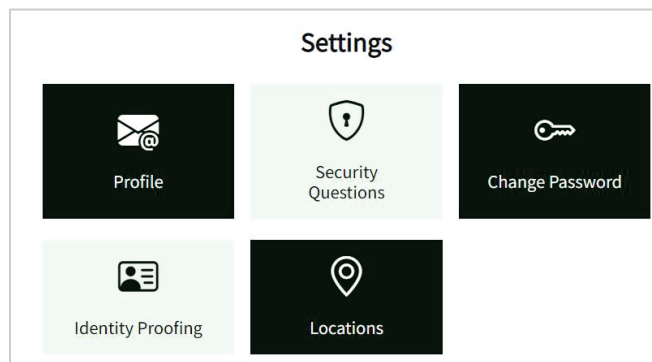 Settings
Profile
Security
Questions
Change Password
Identity Proofing
Locations